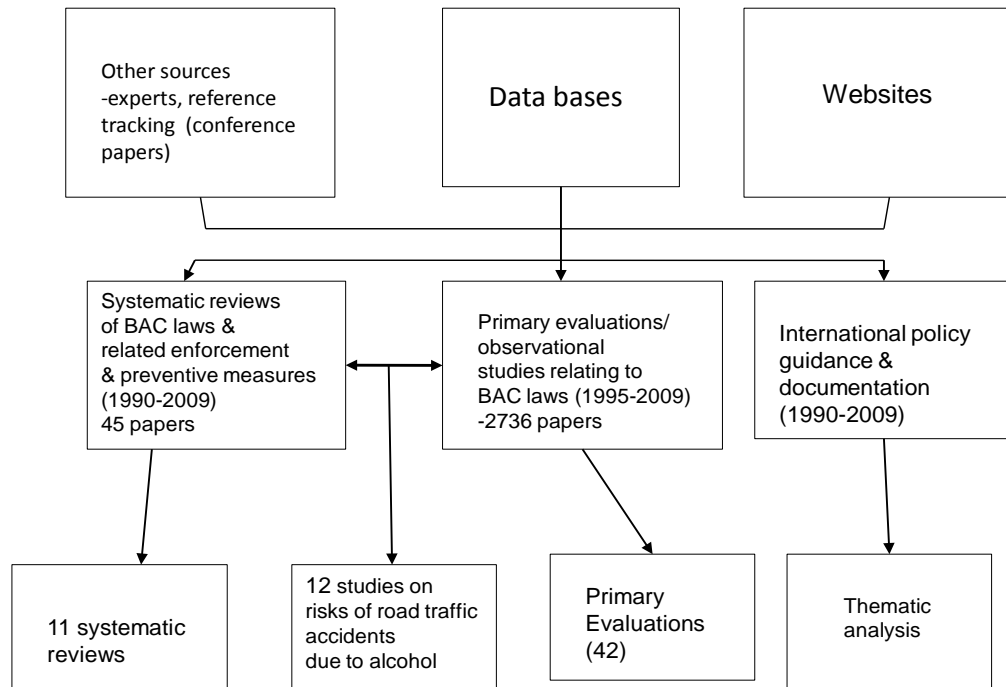 Other sources
-experts, reference
tracking (conference
papers)
Data bases
Websites
Systematic reviews
of BAC laws &
related enforcement
& preventive measures
(1990-2009)
45 papers
Primary evaluations/
observational
studies relating to
BAC laws (1995-2009)
-2736 papers
International policy
guidance &
documentation
(1990-2009)
11 systematic
reviews
12 studies on
risks of road traffic
accidents
due to alcohol
Primary
Evaluations
(42)
Thematic
analysis